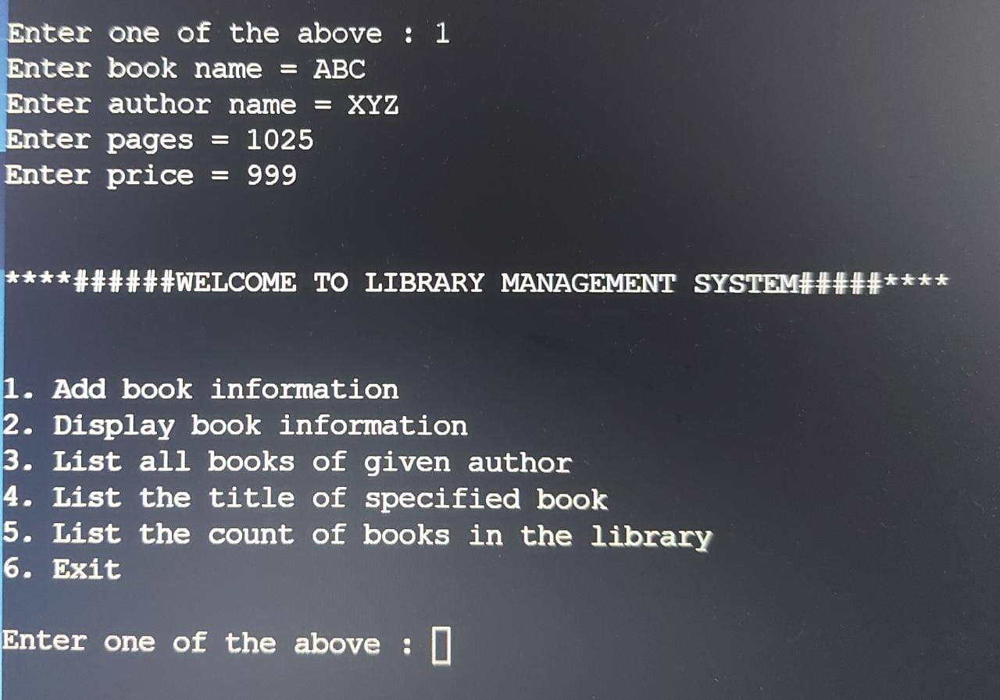 Enter one of the above : 1
Enter book name = ABC
Enter author name = XYZ
Enter pages = 1025
Enter price = 999
****######WELCOME TO LIBRARY MANAGEMENT SYSTEM#####****
1. Add book information
2. Display book information
3. List all books of given author
4. List the title of specified book
5. List the count of books in the library
6. Exit
Enter one of the above :